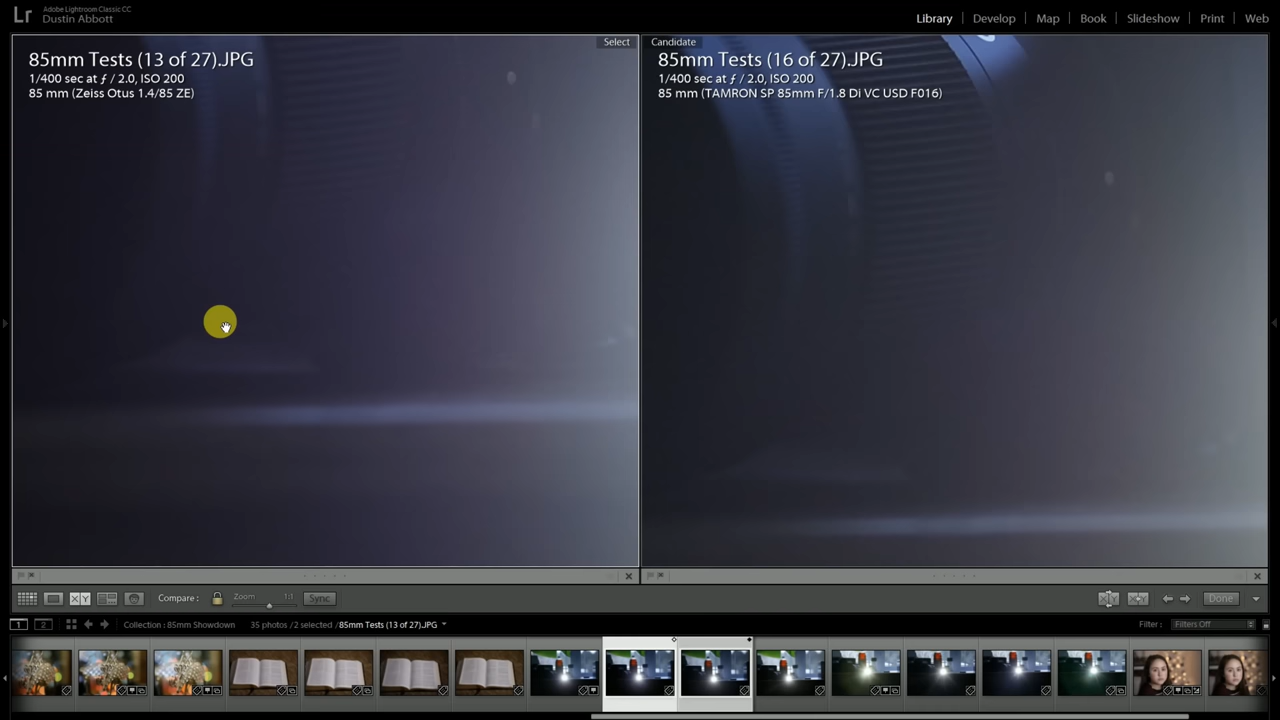 Lr
Adobe Lightroom Classic CC
Dustin Abbott
Library | Develop | Map | Book | Slideshow | Print | Web
Select
85mm Tests (13 of 27).JPG
1/400 sec at ƒ / 2.0, ISO 200
85 mm (Zeiss Otus 1.4/85 ZE)
Candidate
85mm Tests (16 of 27).JPG
1/400 sec at ƒ / 2.0, ISO 200
85 mm (TAMRON SP 85mm F/1.8 Di VC USD F016)
XY
Compare :
Zoom
1:1
Sync
Done
1
2
Collection : 85mm Showdown
35 photos / 2 selected / 85mm Tests (13 of 27).JPG
Filter :
Filters Off